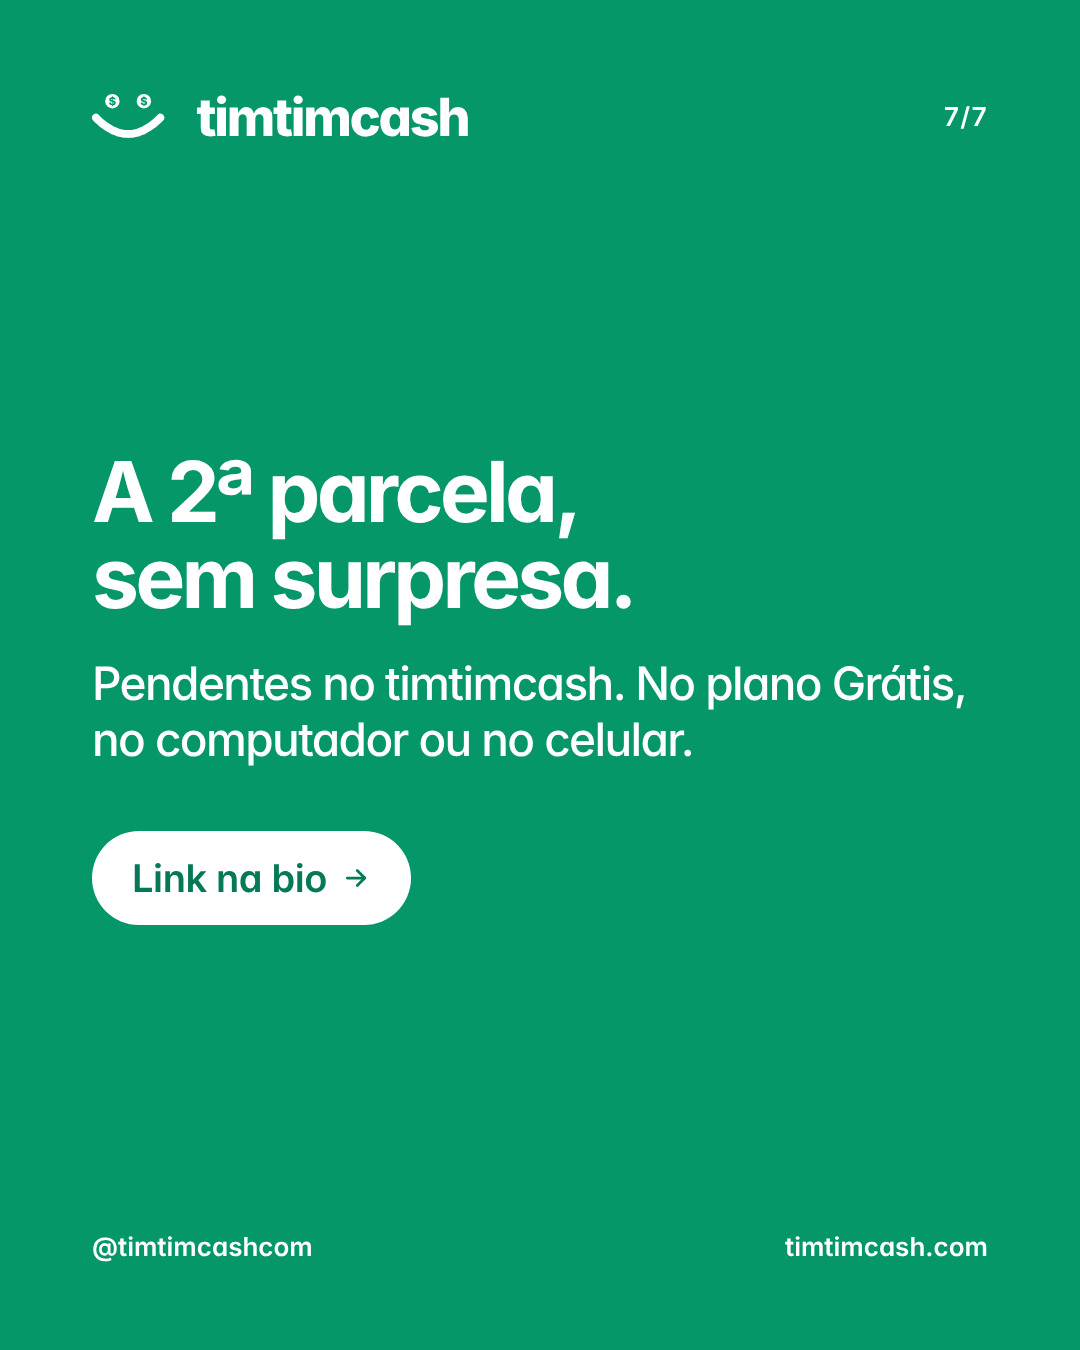 timtimcash
7/7
A 2ª parcela,
sem surpresa.
Pendentes no timtimcash. No plano Grátis,
no computador ou no celular.
Link na bio →
@timtimcashcom
timtimcash.com